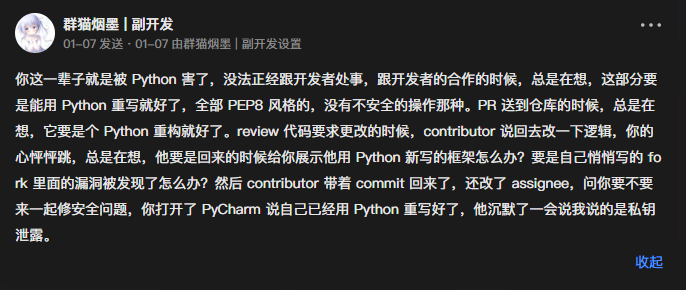 群猫烟墨 | 副开发
01-07 发送 · 01-07 由群猫烟墨 | 副开发设置
你这一辈子就是被 Python 害了，没法正经跟开发者处事，跟开发者的合作的时候，总是在想，这部分要
是能用 Python 重写就好了，全部 PEP8 风格的，没有不安全的操作那种。PR 送到仓库的时候，总是在
想，它要是个 Python 重构就好了。review 代码要求更改的时候，contributor 说回去改一下逻辑，你的
心怦怦跳，总是在想，他要是回来的时候给你展示他用 Python 新写的框架怎么办？要是自己悄悄写的 fo
rk 里面的漏洞被发现了怎么办？然后 contributor 带着 commit 回来了，还改了 assignee，问你要不要
来一起修安全问题，你打开了 PyCharm 说自己已经用 Python 重写好了，他沉默了一会说我说的是私钥
泄露。
收起